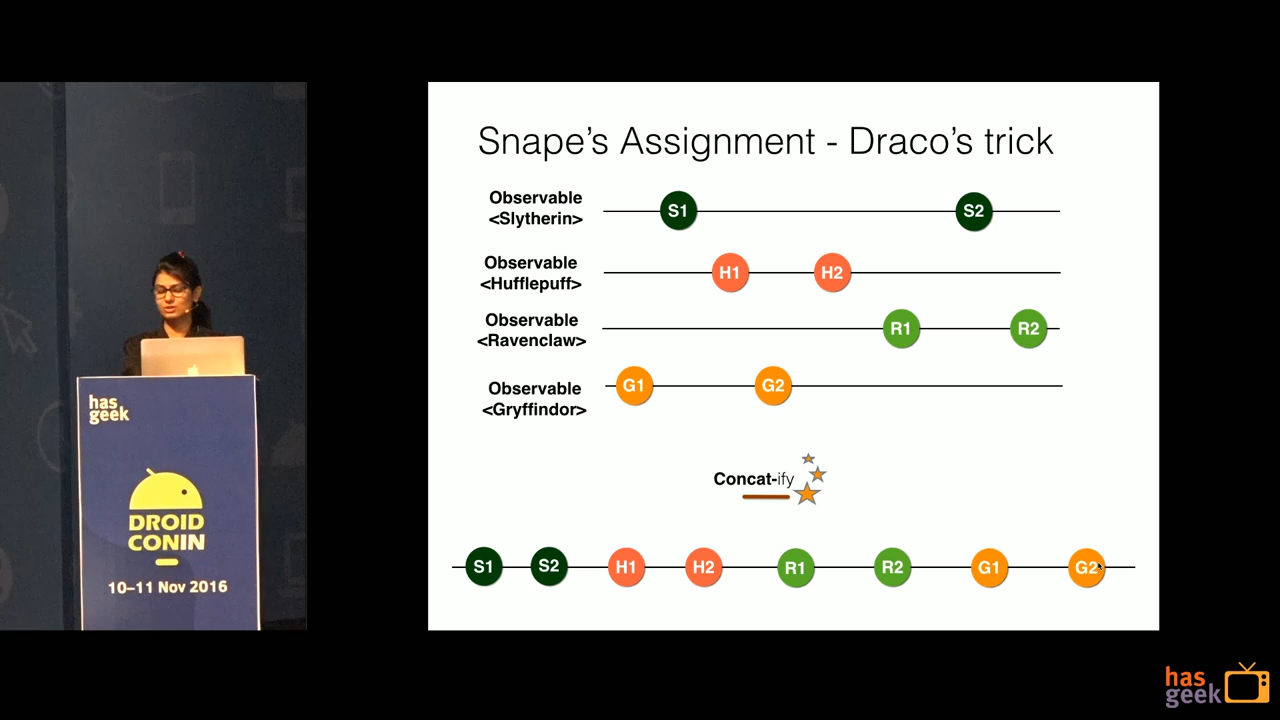 Snape's Assignment - Draco's trick
Observable
<Slytherin>
S1
S2
Observable
<Hufflepuff>
H1
H2
Observable
<Ravenclaw>
R1
R2
Observable
<Gryffindor>
G1
G2
Concat-ify
S1
S2
H1
H2
R1
R2
G1
G2
has
geek
DROID
CONIN
10–11 Nov 2016
has
geek